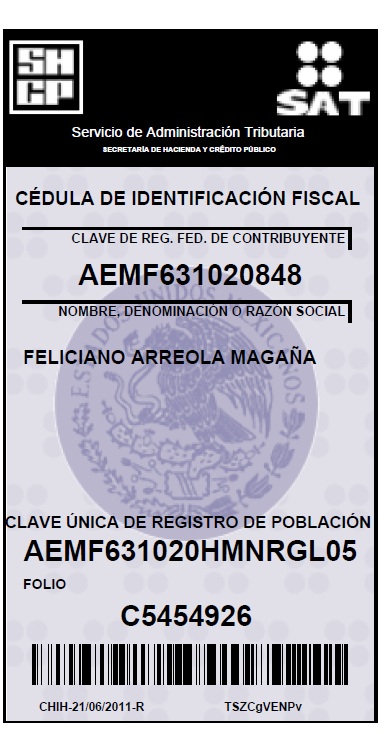 SH
CP
SAT
Servicio de Administración Tributaria
SECRETARÍA DE HACIENDA Y CRÉDITO PÚBLICO
CÉDULA DE IDENTIFICACIÓN FISCAL
CLAVE DE REG. FED. DE CONTRIBUYENTE
AEMF631020848
NOMBRE, DENOMINACIÓN O RAZÓN SOCIAL
ESTADOS UNIDOS MEXICANOS
FELICIANO ARREOLA MAGAÑA
CLAVE ÚNICA DE REGISTRO DE POBLACIÓN
AEMF631020HMNRGL05
FOLIO
C5454926
CHIH-21/06/2011-R TSZCgVENPv